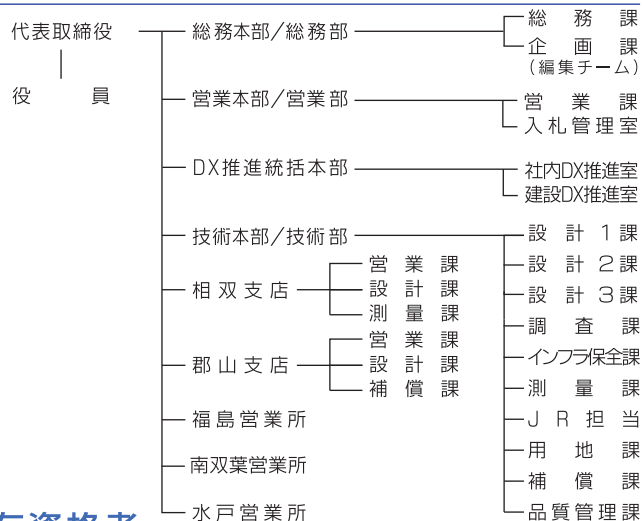 代表取締役
役員
総務本部/総務部
総務課
企画課
(編集チーム)
営業本部/営業部
営業課
入札管理室
DX推進統括本部
社内DX推進室
建設DX推進室
技術本部/技術部
設計1課
設計2課
設計3課
調査課
インフラ保全課
測量課
JR担当
用地課
補償課
品質管理課
相双支店
営業課
設計課
測量課
郡山支店
営業課
設計課
補償課
福島営業所
南双葉営業所
水戸営業所
有資格者